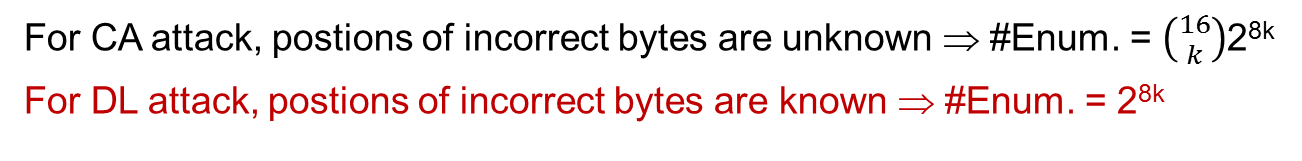 For CA attack, postions of incorrect bytes are unknown ⟹ #Enum. = (16 k)2^8k
For DL attack, postions of incorrect bytes are known ⟹ #Enum. = 2^8k